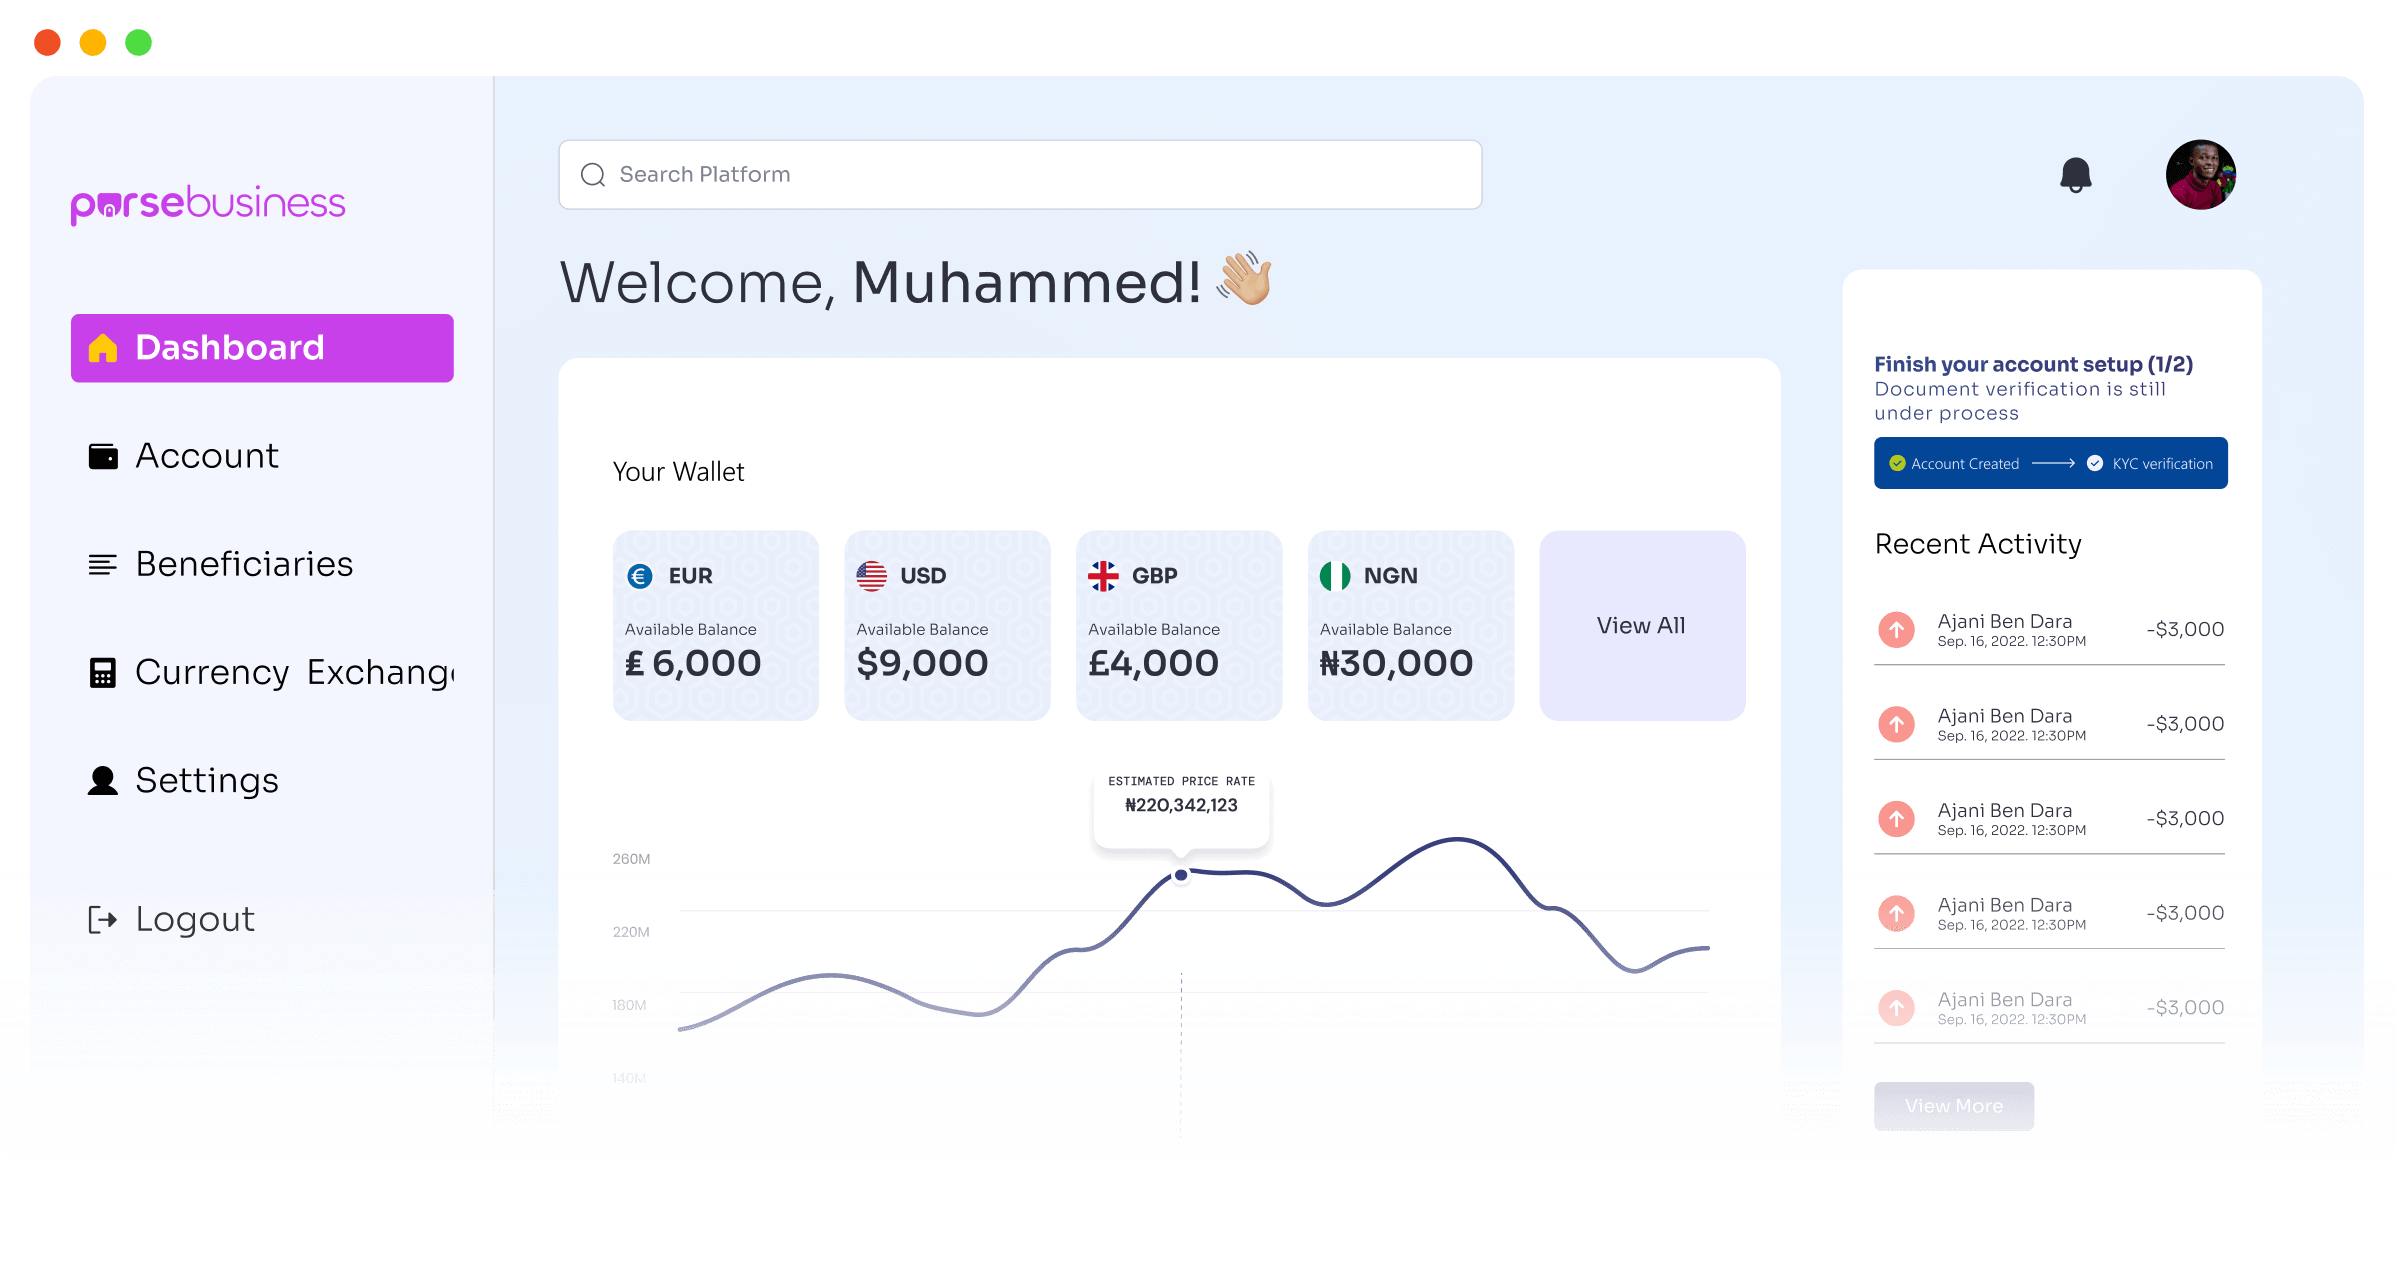 pursebusiness
Dashboard
Account
Beneficiaries
Currency Exchang
Settings
Logout
Search Platform
Welcome, Muhammed! 👋🏼
Your Wallet
EUR
Available Balance
₤ 6,000
USD
Available Balance
$9,000
GBP
Available Balance
£4,000
NGN
Available Balance
₦30,000
View All
ESTIMATED PRICE RATE
₦220,342,123
260M
220M
180M
140M
Finish your account setup (1/2)
Document verification is still
under process
Account Created
KYC verification
Recent Activity
Ajani Ben Dara
Sep. 16, 2022. 12:30PM
-$3,000
Ajani Ben Dara
Sep. 16, 2022. 12:30PM
-$3,000
Ajani Ben Dara
Sep. 16, 2022. 12:30PM
-$3,000
Ajani Ben Dara
Sep. 16, 2022. 12:30PM
-$3,000
Ajani Ben Dara
Sep. 16, 2022. 12:30PM
-$3,000
View More